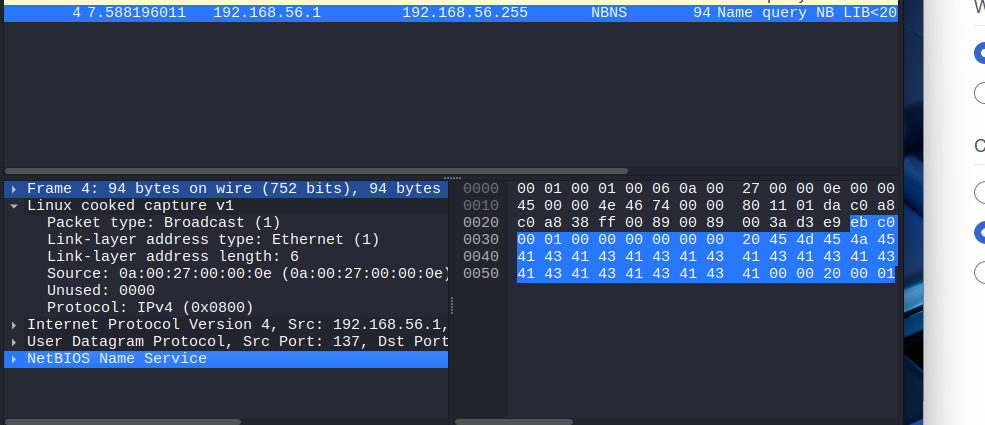 4 7.588196011 192.168.56.1 192.168.56.255 NBNS 94 Name query NB LIB<20
Frame 4: 94 bytes on wire (752 bits), 94 bytes
Linux cooked capture v1
Packet type: Broadcast (1)
Link-layer address type: Ethernet (1)
Link-layer address length: 6
Source: 0a:00:27:00:00:0e (0a:00:27:00:00:0e)
Unused: 0000
Protocol: IPv4 (0x0800)
Internet Protocol Version 4, Src: 192.168.56.1,
User Datagram Protocol, Src Port: 137, Dst Port
NetBIOS Name Service
0000 00 01 00 01 00 06 0a 00 27 00 00 0e 00 00
0010 45 00 00 4e 46 74 00 00 80 11 01 da c0 a8
0020 c0 a8 38 ff 00 89 00 89 00 3a d3 e9 eb c0
0030 00 01 00 00 00 00 00 00 20 45 4d 45 4a 45
0040 41 43 41 43 41 43 41 43 41 43 41 43 41 43
0050 41 43 41 43 41 43 41 43 41 00 00 20 00 01
W
C